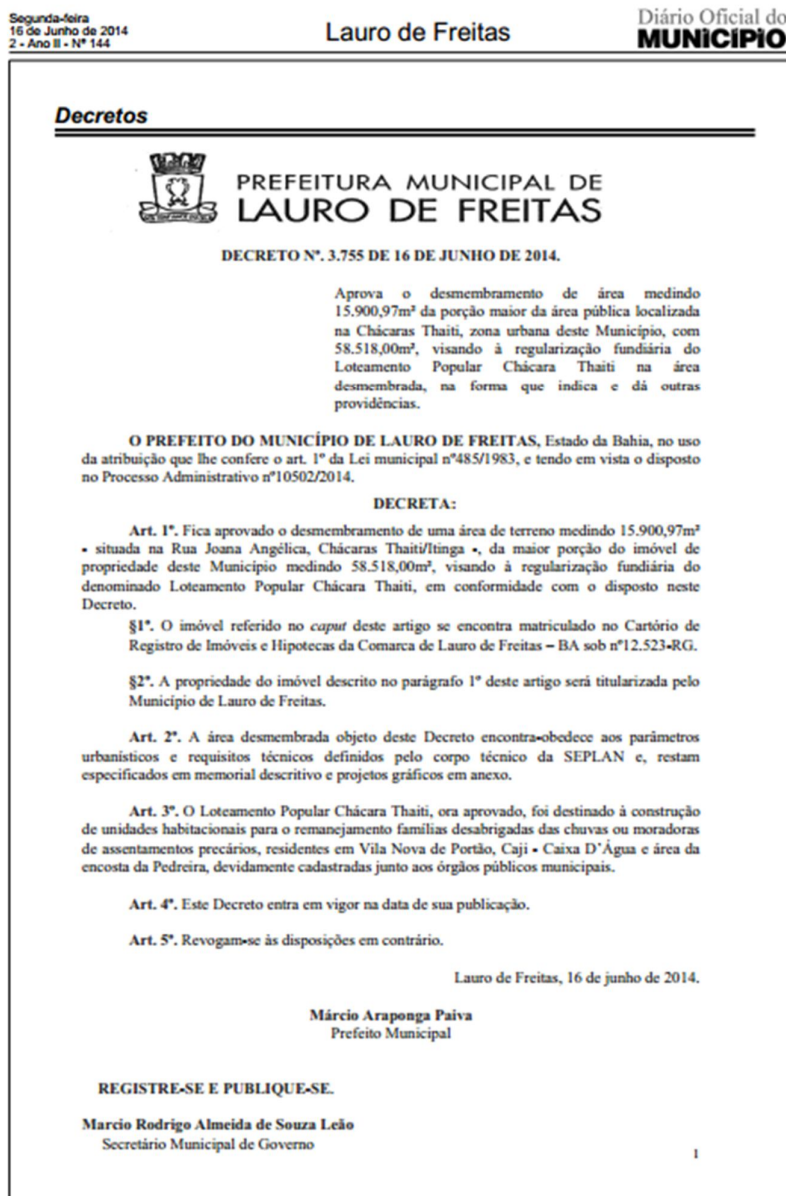 Segunda-feira
16 de Junho de 2014
2 - Ano II - Nº 144
Lauro de Freitas
Diário Oficial do
MUNICÍPIO
Decretos
PREFEITURA MUNICIPAL DE
LAURO DE FREITAS
DECRETO Nº. 3.755 DE 16 DE JUNHO DE 2014.
Aprova o desmembramento de área medindo
15.900,97m² da porção maior da área pública localizada
na Chácaras Thaiti, zona urbana deste Município, com
58.518,00m², visando à regularização fundiária do
Loteamento Popular Chácara Thaiti na área
desmembrada, na forma que indica e dá outras
providências.
O PREFEITO DO MUNICÍPIO DE LAURO DE FREITAS, Estado da Bahia, no uso
da atribuição que lhe confere o art. 1º da Lei municipal nº485/1983, e tendo em vista o disposto
no Processo Administrativo nº10502/2014.
DECRETA:
Art. 1º. Fica aprovado o desmembramento de uma área de terreno medindo 15.900,97m²
- situada na Rua Joana Angélica, Chácaras Thaiti/Itinga -, da maior porção do imóvel de
propriedade deste Município medindo 58.518,00m², visando à regularização fundiária do
denominado Loteamento Popular Chácara Thaiti, em conformidade com o disposto neste
Decreto.
§1º. O imóvel referido no caput deste artigo se encontra matriculado no Cartório de
Registro de Imóveis e Hipotecas da Comarca de Lauro de Freitas – BA sob nº12.523-RG.
§2º. A propriedade do imóvel descrito no parágrafo 1º deste artigo será titularizada pelo
Município de Lauro de Freitas.
Art. 2º. A área desmembrada objeto deste Decreto encontra-obedece aos parâmetros
urbanísticos e requisitos técnicos definidos pelo corpo técnico da SEPLAN e, restam
especificados em memorial descritivo e projetos gráficos em anexo.
Art. 3º. O Loteamento Popular Chácara Thaiti, ora aprovado, foi destinado à construção
de unidades habitacionais para o remanejamento famílias desabrigadas das chuvas ou moradoras
de assentamentos precários, residentes em Vila Nova de Portão, Caji - Caixa D'Água e área da
encosta da Pedreira, devidamente cadastradas junto aos órgãos públicos municipais.
Art. 4º. Este Decreto entra em vigor na data de sua publicação.
Art. 5º. Revogam-se às disposições em contrário.
Lauro de Freitas, 16 de junho de 2014.
Márcio Araponga Paiva
Prefeito Municipal
REGISTRE-SE E PUBLIQUE-SE.
Marcio Rodrigo Almeida de Souza Leão
Secretário Municipal de Governo
1